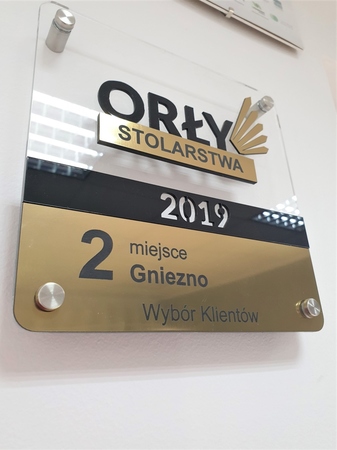 ORŁY
STOLARSTWA
2019
2 miejsce
Gniezno
Wybór Klientów